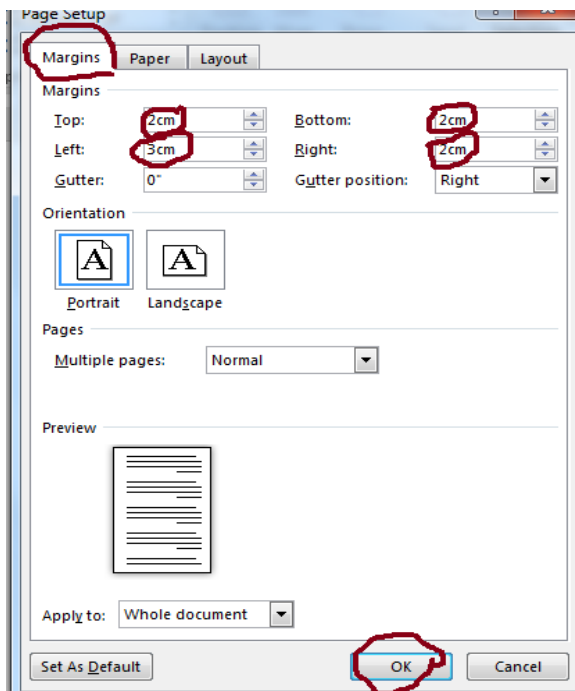 Page Setup
Margins Paper Layout
Margins
Top: 2cm Bottom: 2cm
Left: 3cm Right: 2cm
Gutter: 0" Gutter position: Right
Orientation
A A
Portrait Landscape
Pages
Multiple pages: Normal
Preview
Apply to: Whole document
Set As Default OK Cancel